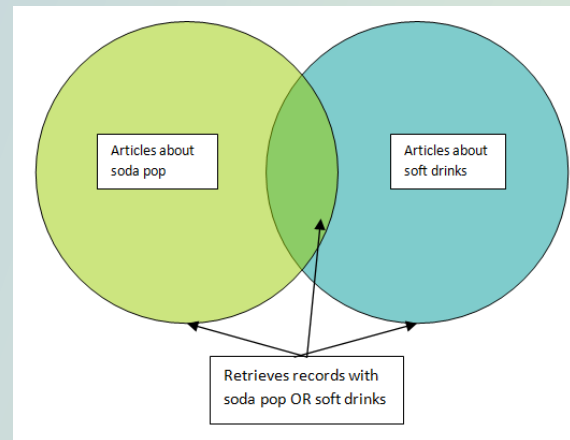 Articles about
soda pop
Articles about
soft drinks
Retrieves records with
soda pop OR soft drinks